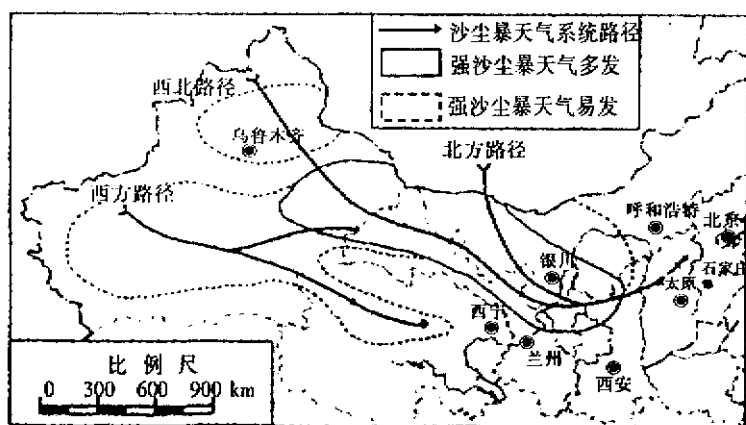 沙尘暴天气系统路径
强沙尘暴天气多发
强沙尘暴天气易发
西北路径
乌鲁木齐
西方路径
北方路径
呼和浩特
北京
银川
石家庄
太原
西宁
兰州
西安
比例尺
0 300 600 900 km